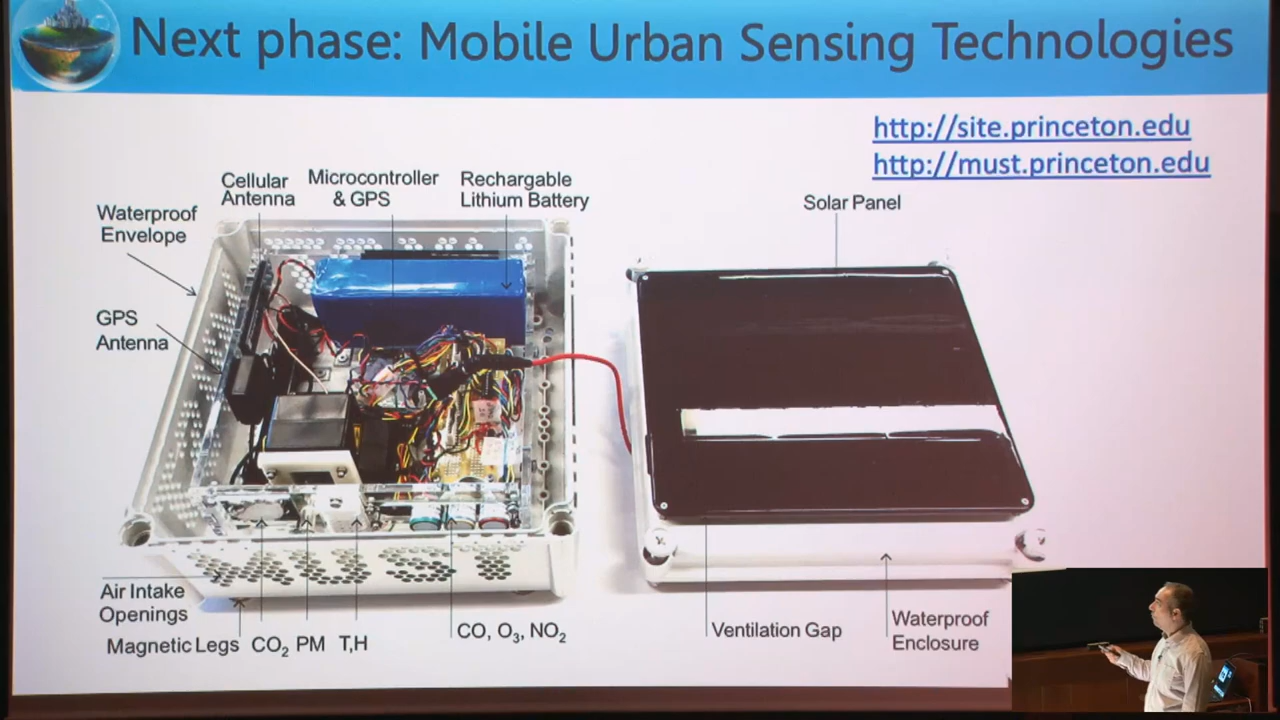 Next phase: Mobile Urban Sensing Technologies
http://site.princeton.edu
http://must.princeton.edu
Cellular
Antenna
Microcontroller
& GPS
Rechargable
Lithium Battery
Solar Panel
Waterproof
Envelope
GPS
Antenna
MUST
Air Intake
Openings
Magnetic Legs
CO₂
PM
T,H
CO, O₃, NO₂
Ventilation Gap
Waterproof
Enclosure